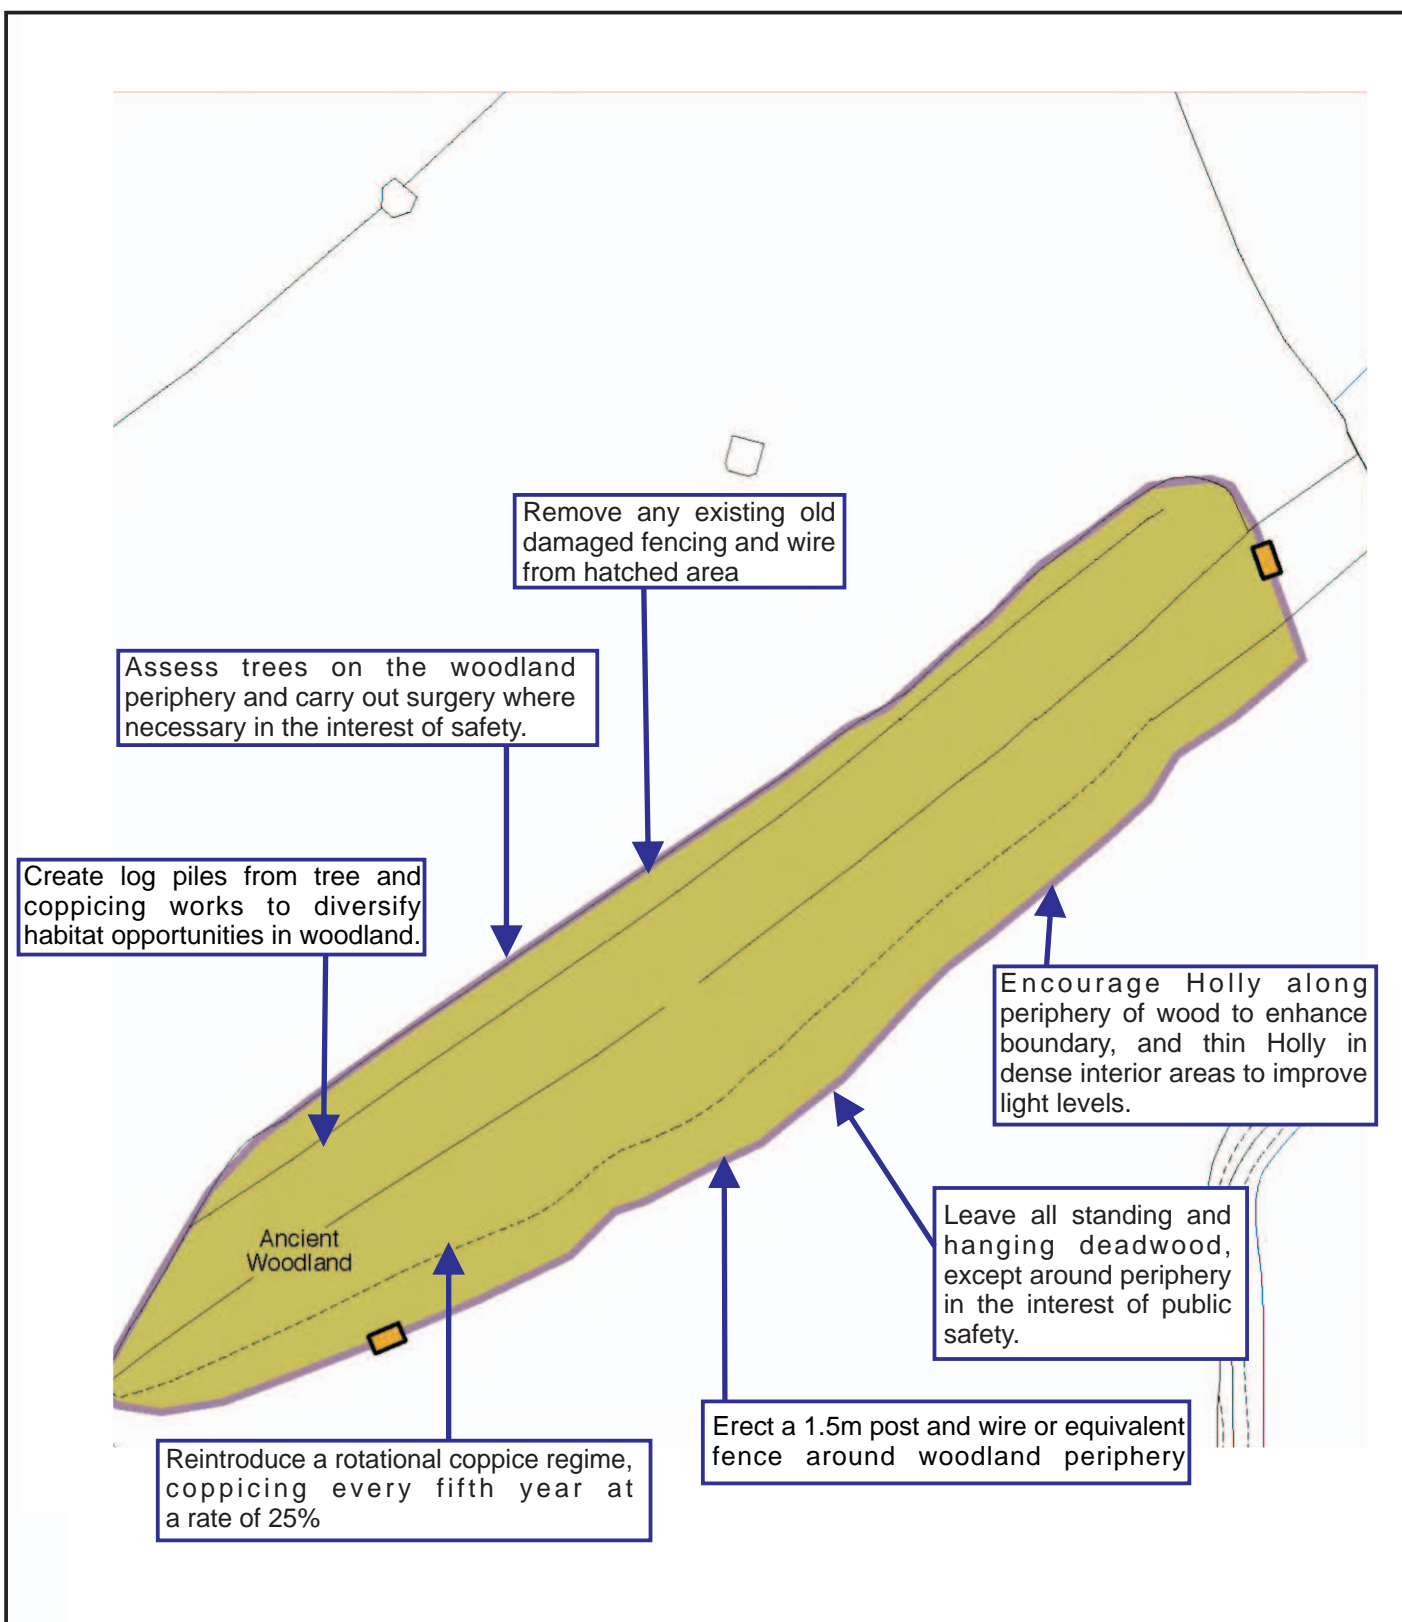 Remove any existing old
damaged fencing and wire
from hatched area
Assess trees on the woodland
periphery and carry out surgery where
necessary in the interest of safety.
Create log piles from tree and
coppicing works to diversify
habitat opportunities in woodland.
Encourage Holly along
periphery of wood to enhance
boundary, and thin Holly in
dense interior areas to improve
light levels.
Leave all standing and
hanging deadwood,
except around periphery
in the interest of public
safety.
Ancient
Woodland
Erect a 1.5m post and wire or equivalent
fence around woodland periphery
Reintroduce a rotational coppice regime,
coppicing every fifth year at
a rate of 25%